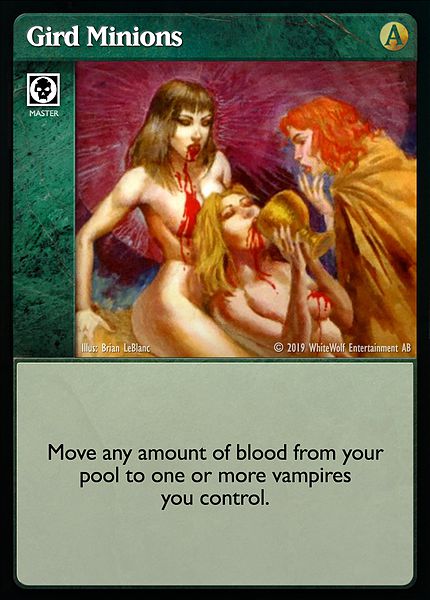 Gird Minions
A
MASTER
Illus: Brian LeBlanc
© 2019 WhiteWolf Entertainment AB
Move any amount of blood from your
pool to one or more vampires
you control.